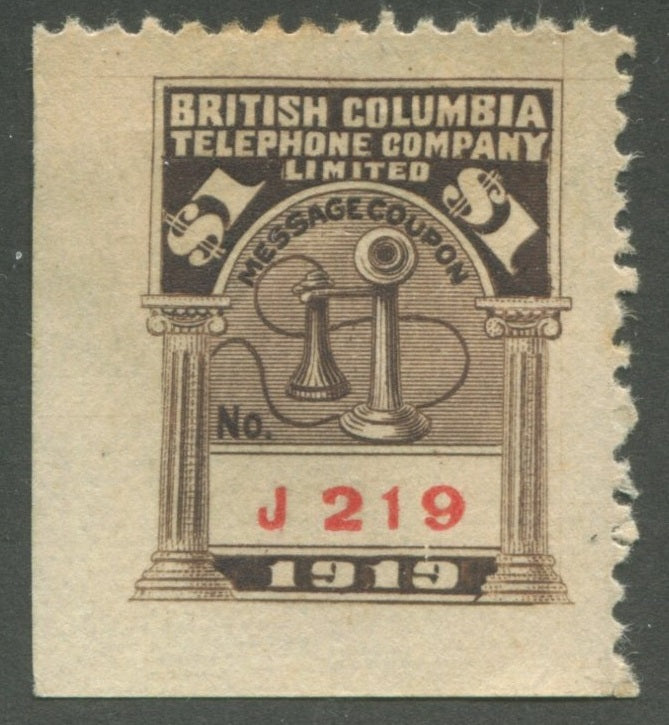 BRITISH COLUMBIA
TELEPHONE COMPANY
LIMITED
$1 $1
MESSAGE COUPON
No.
J 219
1919